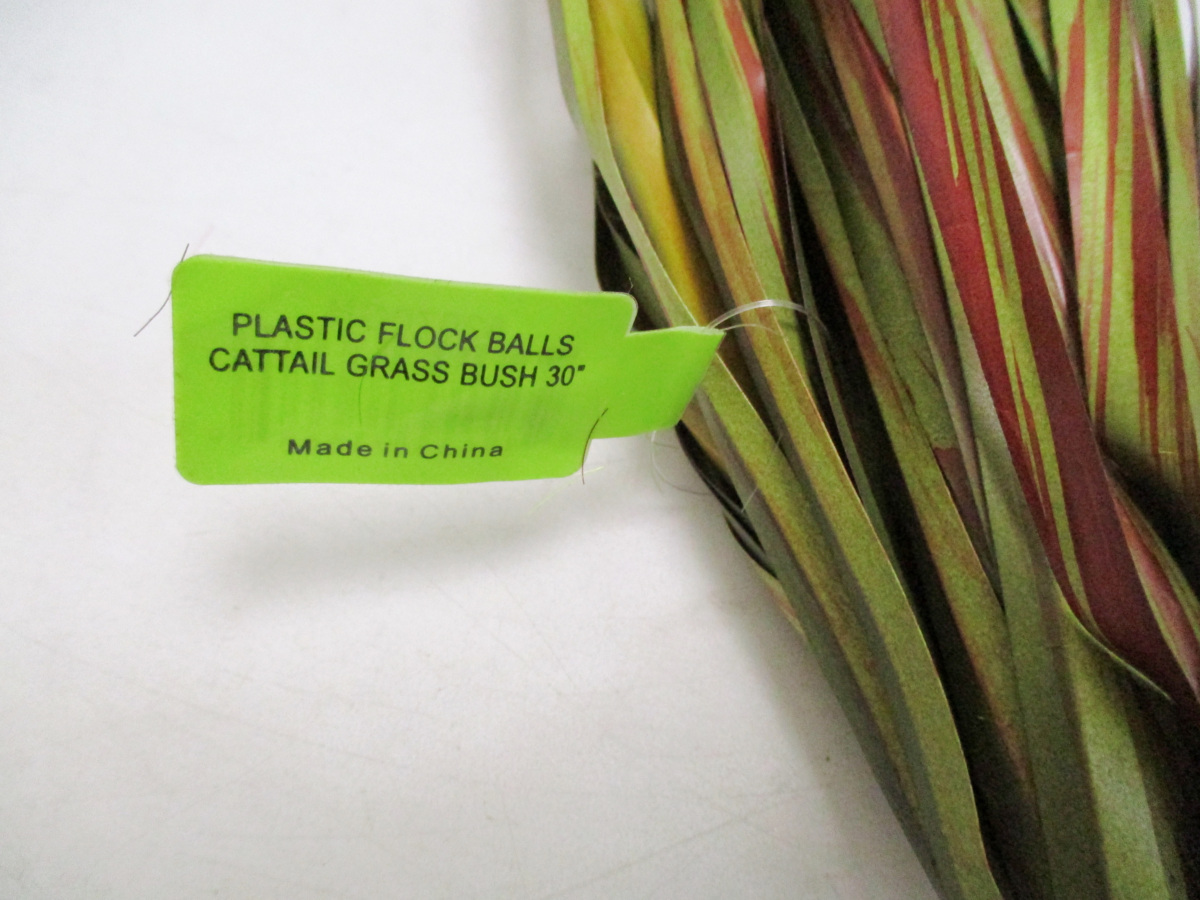 PLASTIC FLOCK BALLS
CATTAIL GRASS BUSH 30"
Made in China